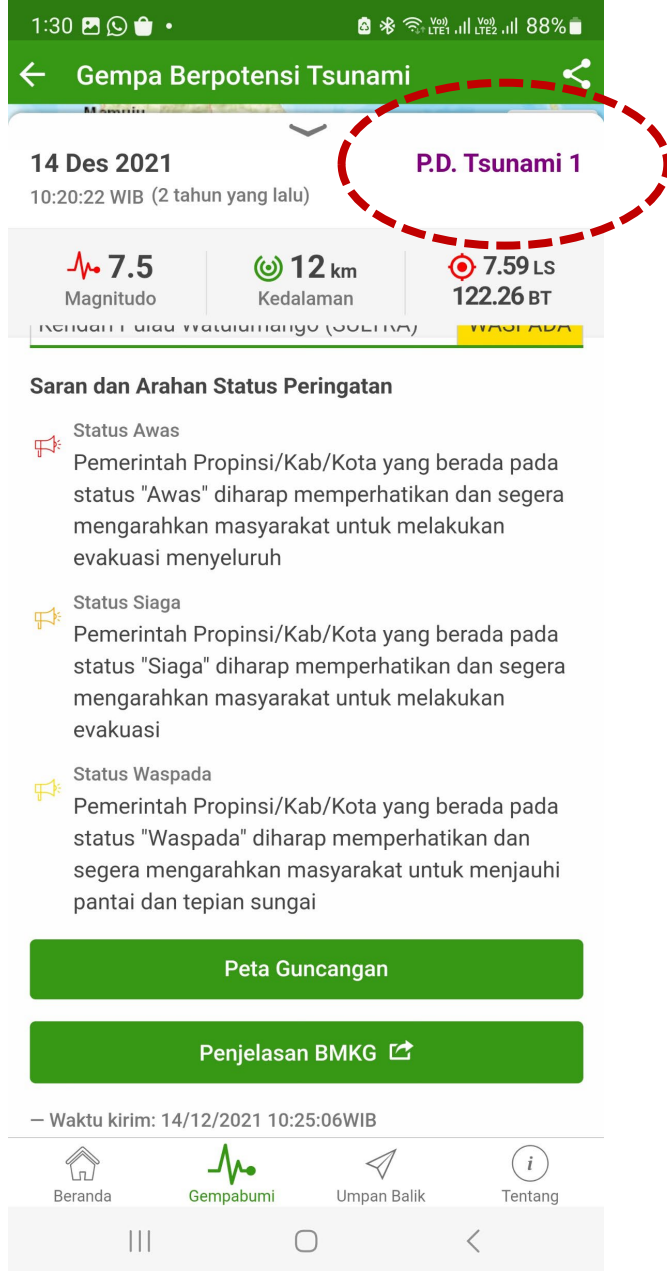 1:30
Vo)) LTE1 Vo)) LTE2 88%
Gempa Berpotensi Tsunami
Mamuju
14 Des 2021
P.D. Tsunami 1
10:20:22 WIB (2 tahun yang lalu)
7.5
12 km
7.59 LS
Magnitudo
Kedalaman
122.26 BT
WASPADA
Saran dan Arahan Status Peringatan
Status Awas
Pemerintah Propinsi/Kab/Kota yang berada pada
status "Awas" diharap memperhatikan dan segera
mengarahkan masyarakat untuk melakukan
evakuasi menyeluruh
Status Siaga
Pemerintah Propinsi/Kab/Kota yang berada pada
status "Siaga" diharap memperhatikan dan segera
mengarahkan masyarakat untuk melakukan
evakuasi
Status Waspada
Pemerintah Propinsi/Kab/Kota yang berada pada
status "Waspada" diharap memperhatikan dan
segera mengarahkan masyarakat untuk menjauhi
pantai dan tepian sungai
Peta Guncangan
Penjelasan BMKG
— Waktu kirim: 14/12/2021 10:25:06WIB
Beranda
Gempabumi
Umpan Balik
Tentang